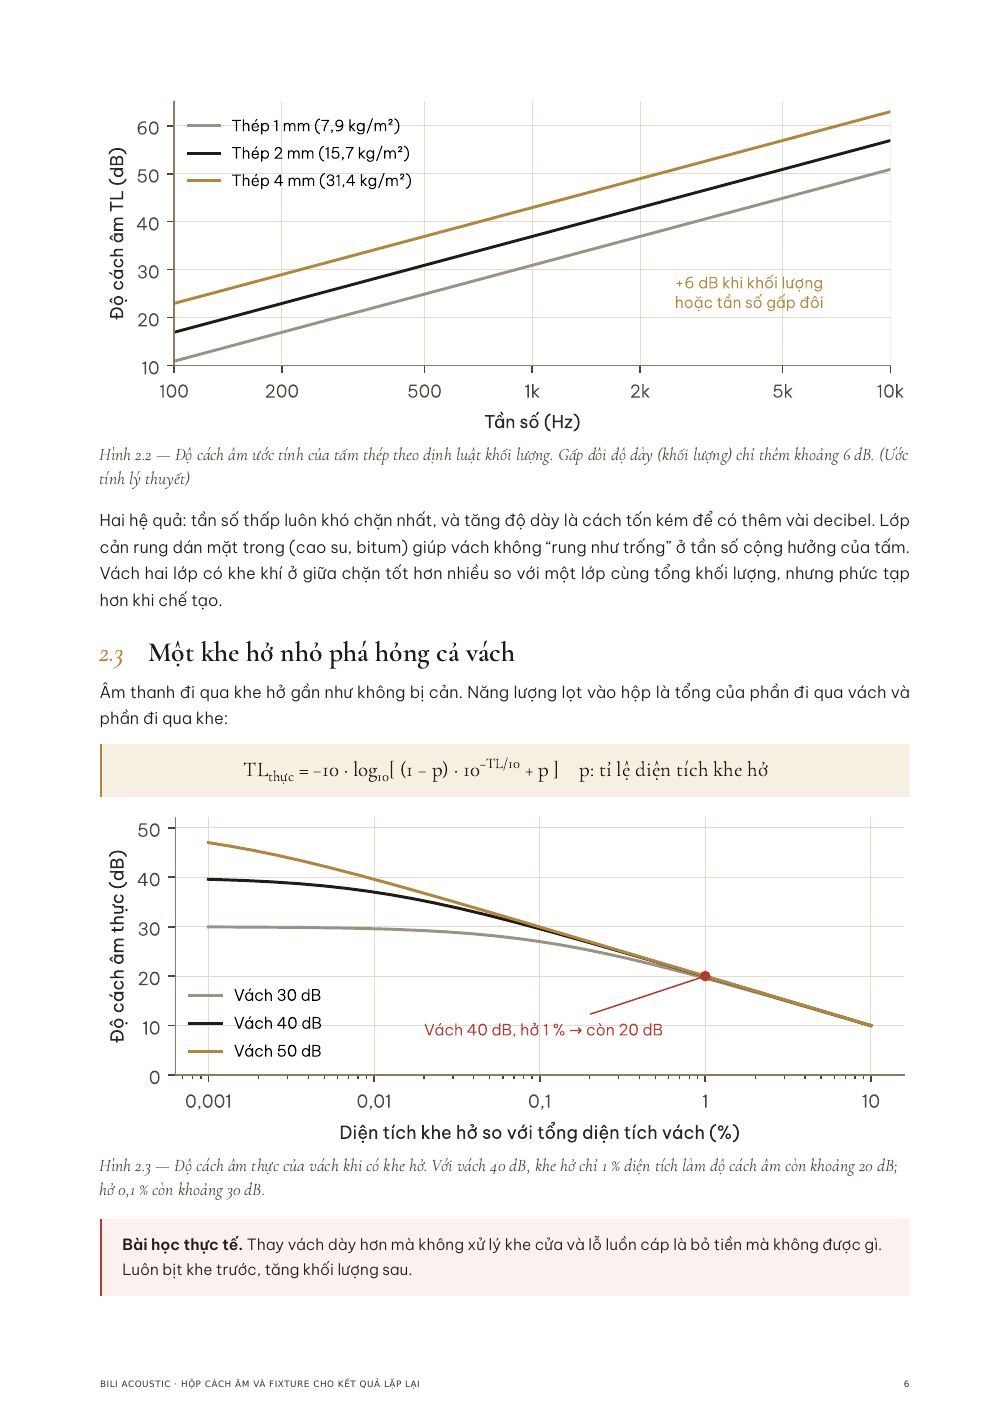 60
50
40
30
20
10
Độ cách âm TL (dB)
Thép 1 mm (7,9 kg/m²)
Thép 2 mm (15,7 kg/m²)
Thép 4 mm (31,4 kg/m²)
+6 dB khi khối lượng
hoặc tần số gấp đôi
100 200 500 1k 2k 5k 10k
Tần số (Hz)
Hình 2.2 — Độ cách âm ước tính của tấm thép theo định luật khối lượng. Gấp đôi độ dày (khối lượng) chỉ thêm khoảng 6 dB. (Ước
tính lý thuyết)
Hai hệ quả: tần số thấp luôn khó chặn nhất, và tăng độ dày là cách tốn kém để có thêm vài decibel. Lớp
cản rung dán mặt trong (cao su, bitum) giúp vách không “rung như trống” ở tần số cộng hưởng của tấm.
Vách hai lớp có khe khí ở giữa chặn tốt hơn nhiều so với một lớp cùng tổng khối lượng, nhưng phức tạp
hơn khi chế tạo.
2.3 Một khe hở nhỏ phá hỏng cả vách
Âm thanh đi qua khe hở gần như không bị cản. Năng lượng lọt vào hộp là tổng của phần đi qua vách và
phần đi qua khe:
TLthực = −10 · log10[ (1 − p) · 10−TL/10 + p ] p: tỉ lệ diện tích khe hở
50
40
30
20
10
0
Độ cách âm thực (dB)
Vách 30 dB
Vách 40 dB
Vách 50 dB
Vách 40 dB, hở 1 % → còn 20 dB
0,001 0,01 0,1 1 10
Diện tích khe hở so với tổng diện tích vách (%)
Hình 2.3 — Độ cách âm thực của vách khi có khe hở. Với vách 40 dB, khe hở chỉ 1 % diện tích làm độ cách âm còn khoảng 20 dB;
hở 0,1 % còn khoảng 30 dB.
Bài học thực tế. Thay vách dày hơn mà không xử lý khe cửa và lỗ luồn cáp là bỏ tiền mà không được gì.
Luôn bịt khe trước, tăng khối lượng sau.
BILI ACOUSTIC · HỘP CÁCH ÂM VÀ FIXTURE CHO KẾT QUẢ LẶP LẠI 6